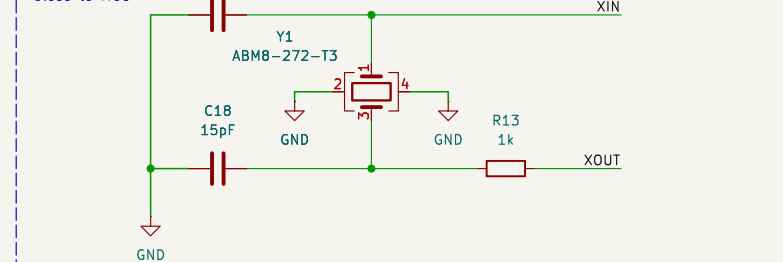 XIN
Y1
ABM8-272-T3
1
2
4
3
C18
15pF
GND
GND
R13
1k
XOUT
GND